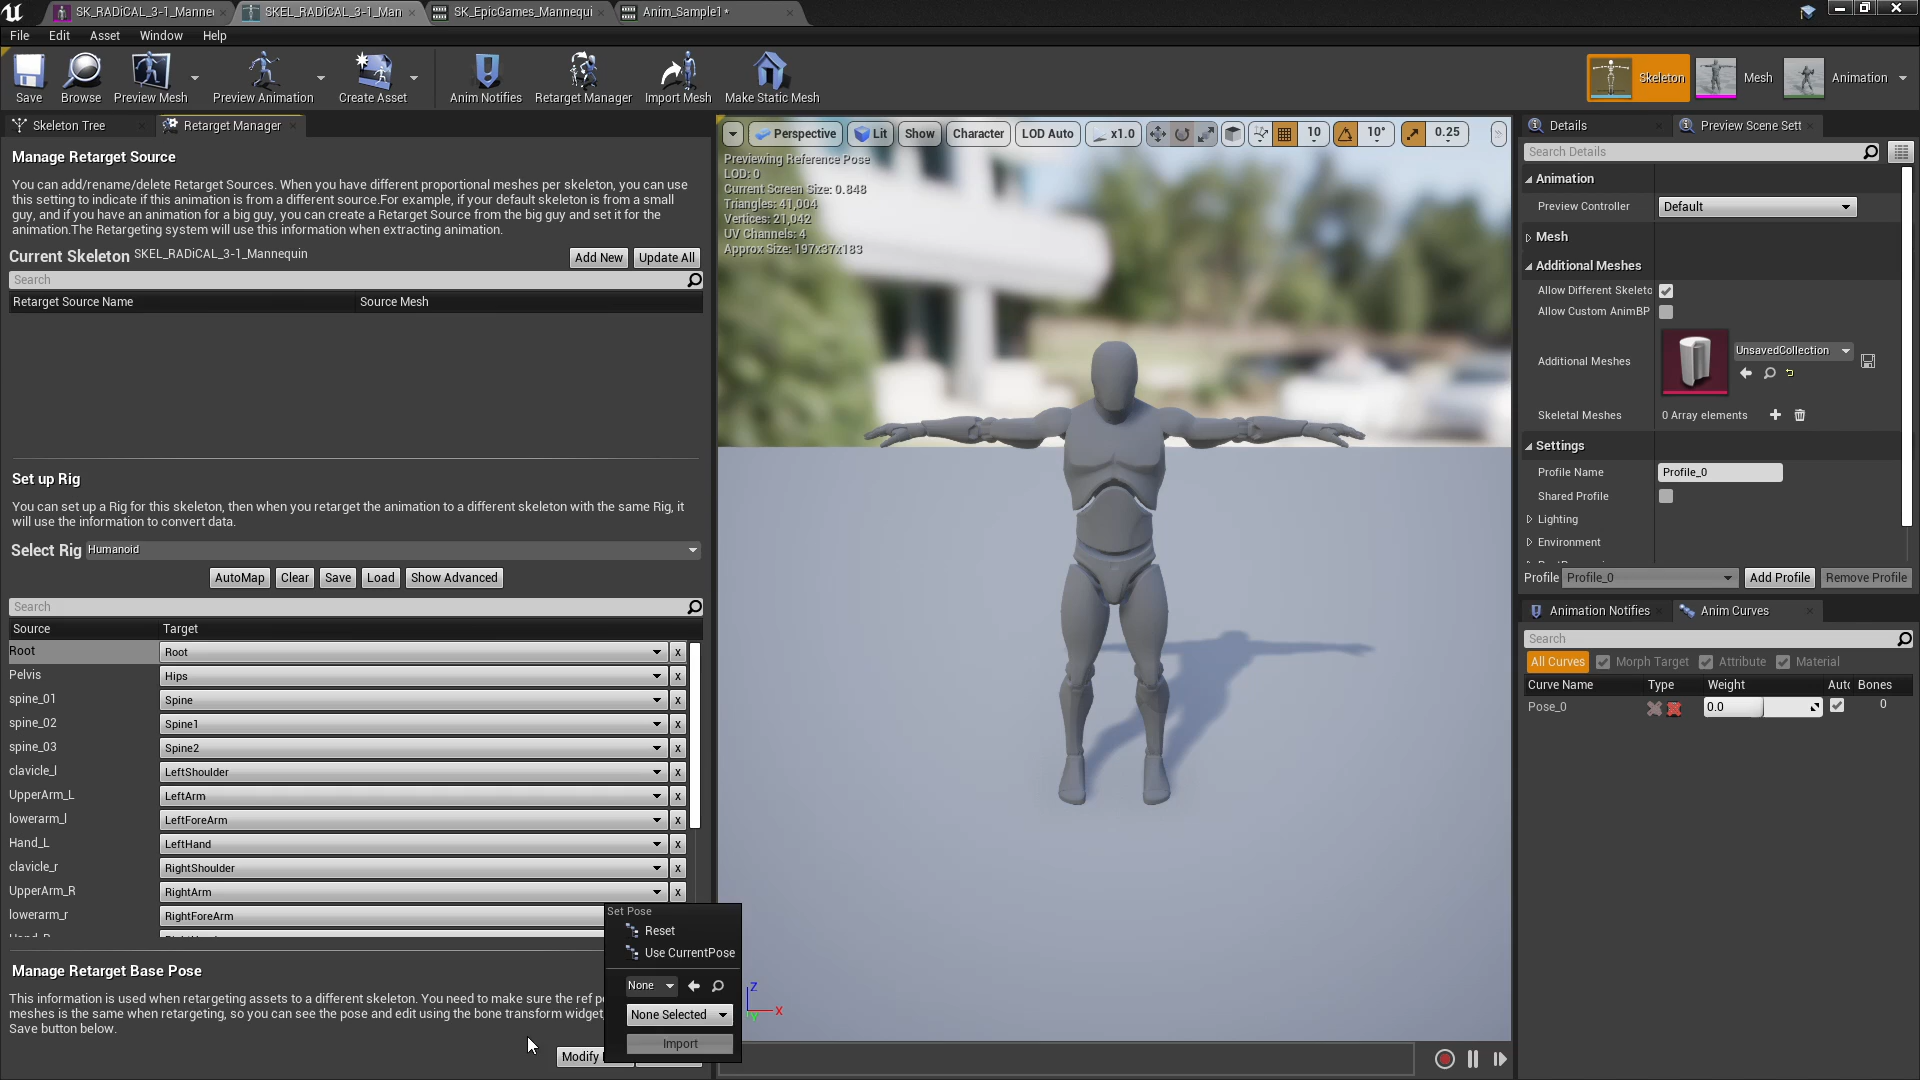 SK_RADiCAL_3-1_Manne
SKEL_RADiCAL_3-1_Man
SK_EpicGames_Mannequi
Anim_Sample1*
File
Edit
Asset
Window
Help
Save
Browse
Preview Mesh
Preview Animation
Create Asset
Anim Notifies
Retarget Manager
Import Mesh
Make Static Mesh
Skeleton
Mesh
Animation
Skeleton Tree
Retarget Manager
Manage Retarget Source
You can add/rename/delete Retarget Sources. When you have different proportional meshes per skeleton, you can use
this setting to indicate if this animation is from a different source.For example, if your default skeleton is from a small
guy, and if you have an animation for a big guy, you can create a Retarget Source from the big guy and set it for the
animation.The Retargeting system will use this information when extracting animation.
Current Skeleton SKEL_RADiCAL_3-1_Mannequin
Add New
Update All
Search
Retarget Source Name
Source Mesh
Set up Rig
You can set up a Rig for this skeleton, then when you retarget the animation to a different skeleton with the same Rig, it
will use the information to convert data.
Select Rig Humanoid
AutoMap
Clear
Save
Load
Show Advanced
Search
Source
Target
Root
Root
x
Pelvis
Hips
x
spine_01
Spine
x
spine_02
Spine1
x
spine_03
Spine2
x
clavicle_l
LeftShoulder
x
UpperArm_L
LeftArm
x
lowerarm_l
LeftForeArm
x
Hand_L
LeftHand
x
clavicle_r
RightShoulder
x
UpperArm_R
RightArm
x
lowerarm_r
RightForeArm
Manage Retarget Base Pose
This information is used when retargeting assets to a different skeleton. You need to make sure the ref p
meshes is the same when retargeting, so you can see the pose and edit using the bone transform widget,
Save button below.
Modify
Set Pose
Reset
Use CurrentPose
None
None Selected
Import
Perspective
Lit
Show
Character
LOD Auto
x1.0
10
10°
0.25
Previewing Reference Pose
LOD: 0
Current Screen Size: 0.848
Triangles: 41,004
Vertices: 21,042
UV Channels: 4
Approx Size: 197x37x183
Z
X
Y
Details
Preview Scene Sett
Search Details
Animation
Preview Controller
Default
Mesh
Additional Meshes
Allow Different Skeleto
Allow Custom AnimBP
Additional Meshes
UnsavedCollection
Skeletal Meshes
0 Array elements
Settings
Profile Name
Profile_0
Shared Profile
Lighting
Environment
Profile
Profile_0
Add Profile
Remove Profile
Animation Notifies
Anim Curves
Search
All Curves
Morph Target
Attribute
Material
Curve Name
Type
Weight
Aut
Bones
Pose_0
0.0
0